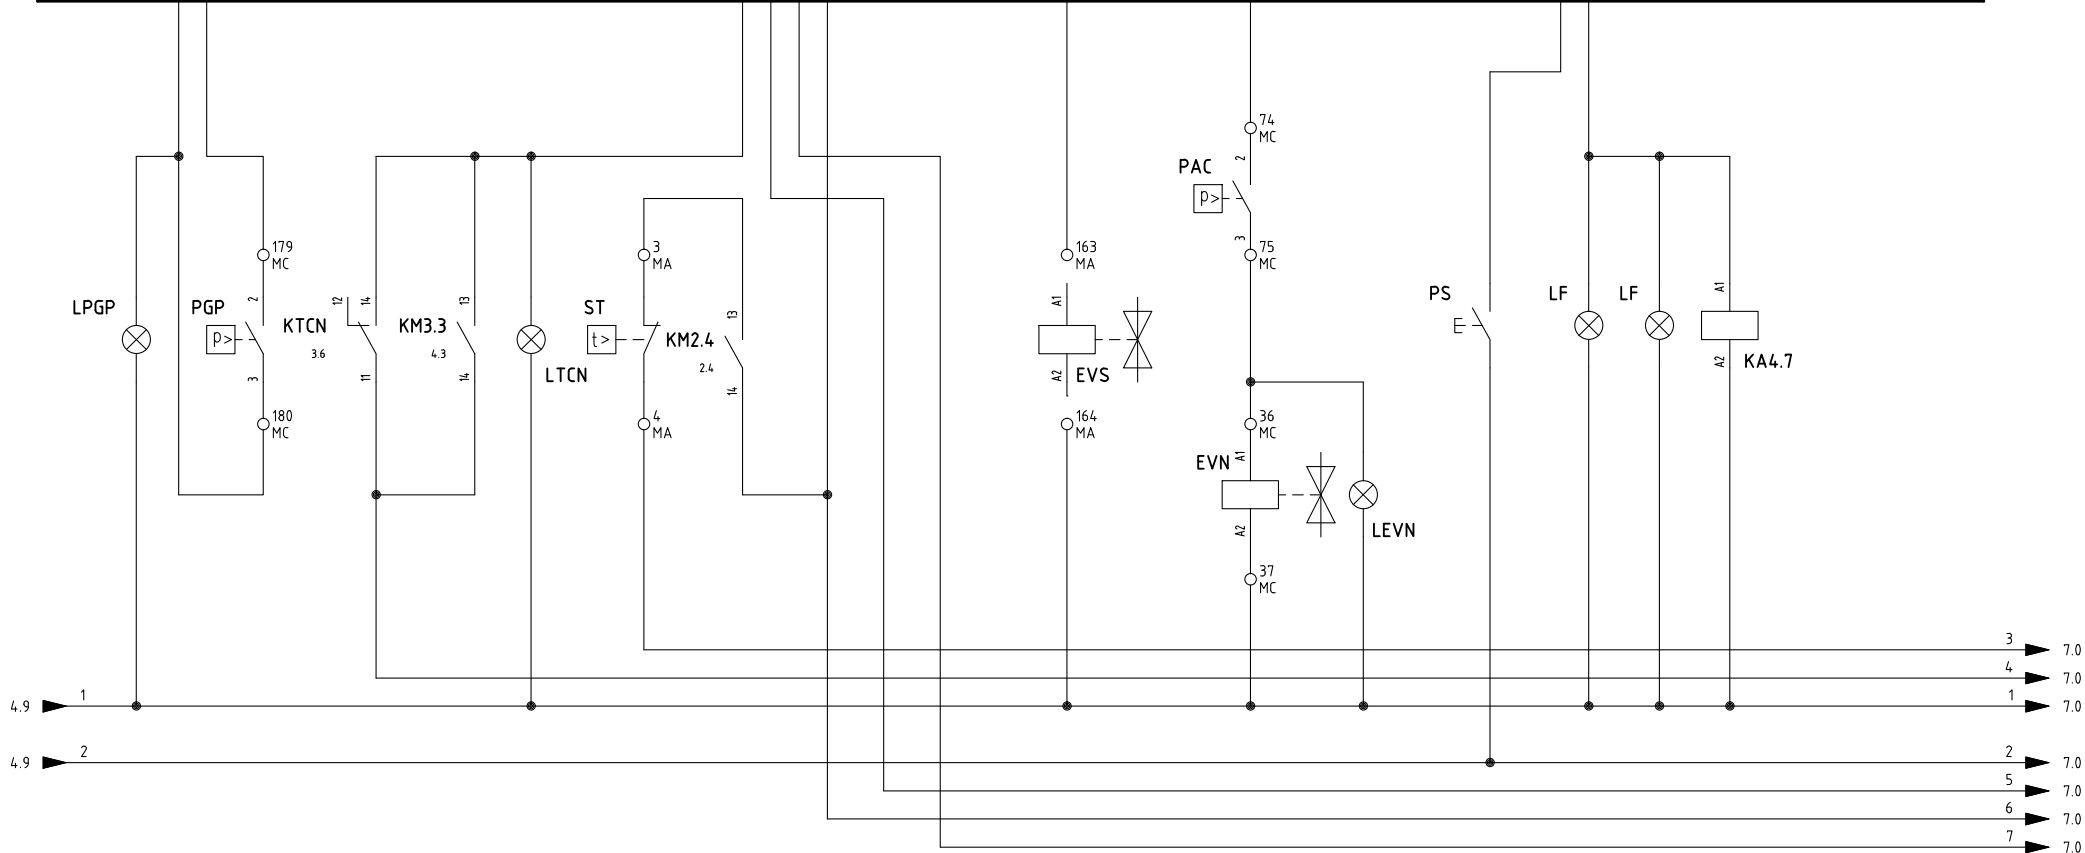 74
MC
2
PAC
p>
3
75
MC
179
MC
3
MA
163
MA
LPGP
PGP
2
p>
3
180
MC
KTCN
3.6
12
14
11
KM3.3
4.3
13
14
LTCN
ST
t>
4
MA
KM2.4
2.4
13
14
A1
A2
EVS
164
MA
36
MC
EVN
A1
A2
LEVN
37
MC
PS
E
LF
LF
A1
A2
KA4.7
3
7.0
4
7.0
4.9
1
1
7.0
4.9
2
2
7.0
5
7.0
6
7.0
7
7.0